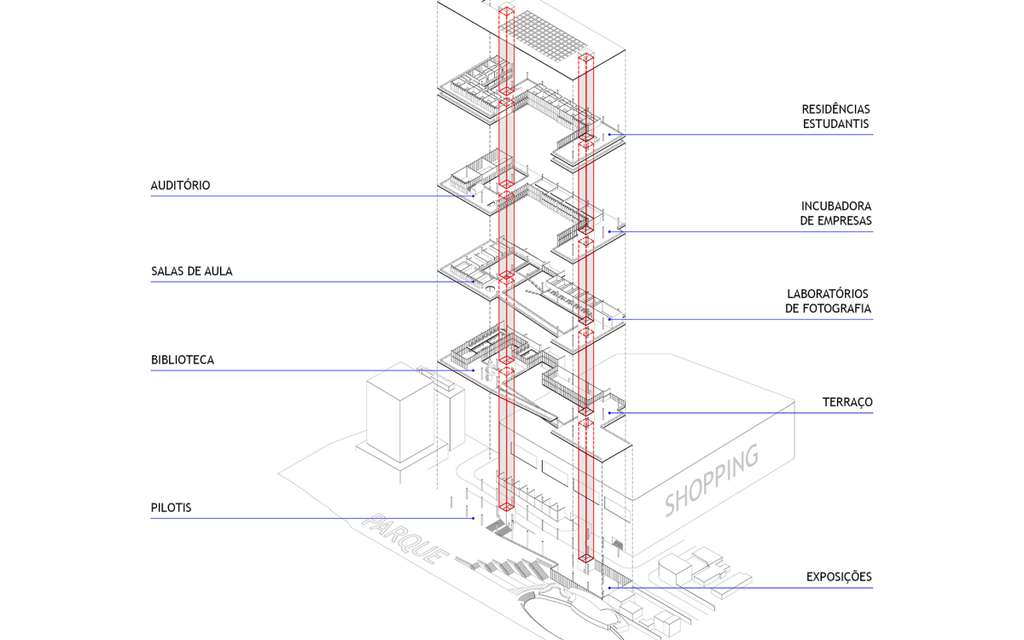 RESIDÊNCIAS
ESTUDANTIS
AUDITÓRIO
INCUBADORA
DE EMPRESAS
SALAS DE AULA
LABORATÓRIOS
DE FOTOGRAFIA
BIBLIOTECA
TERRAÇO
SHOPPING
PILOTIS
PARQUE
EXPOSIÇÕES